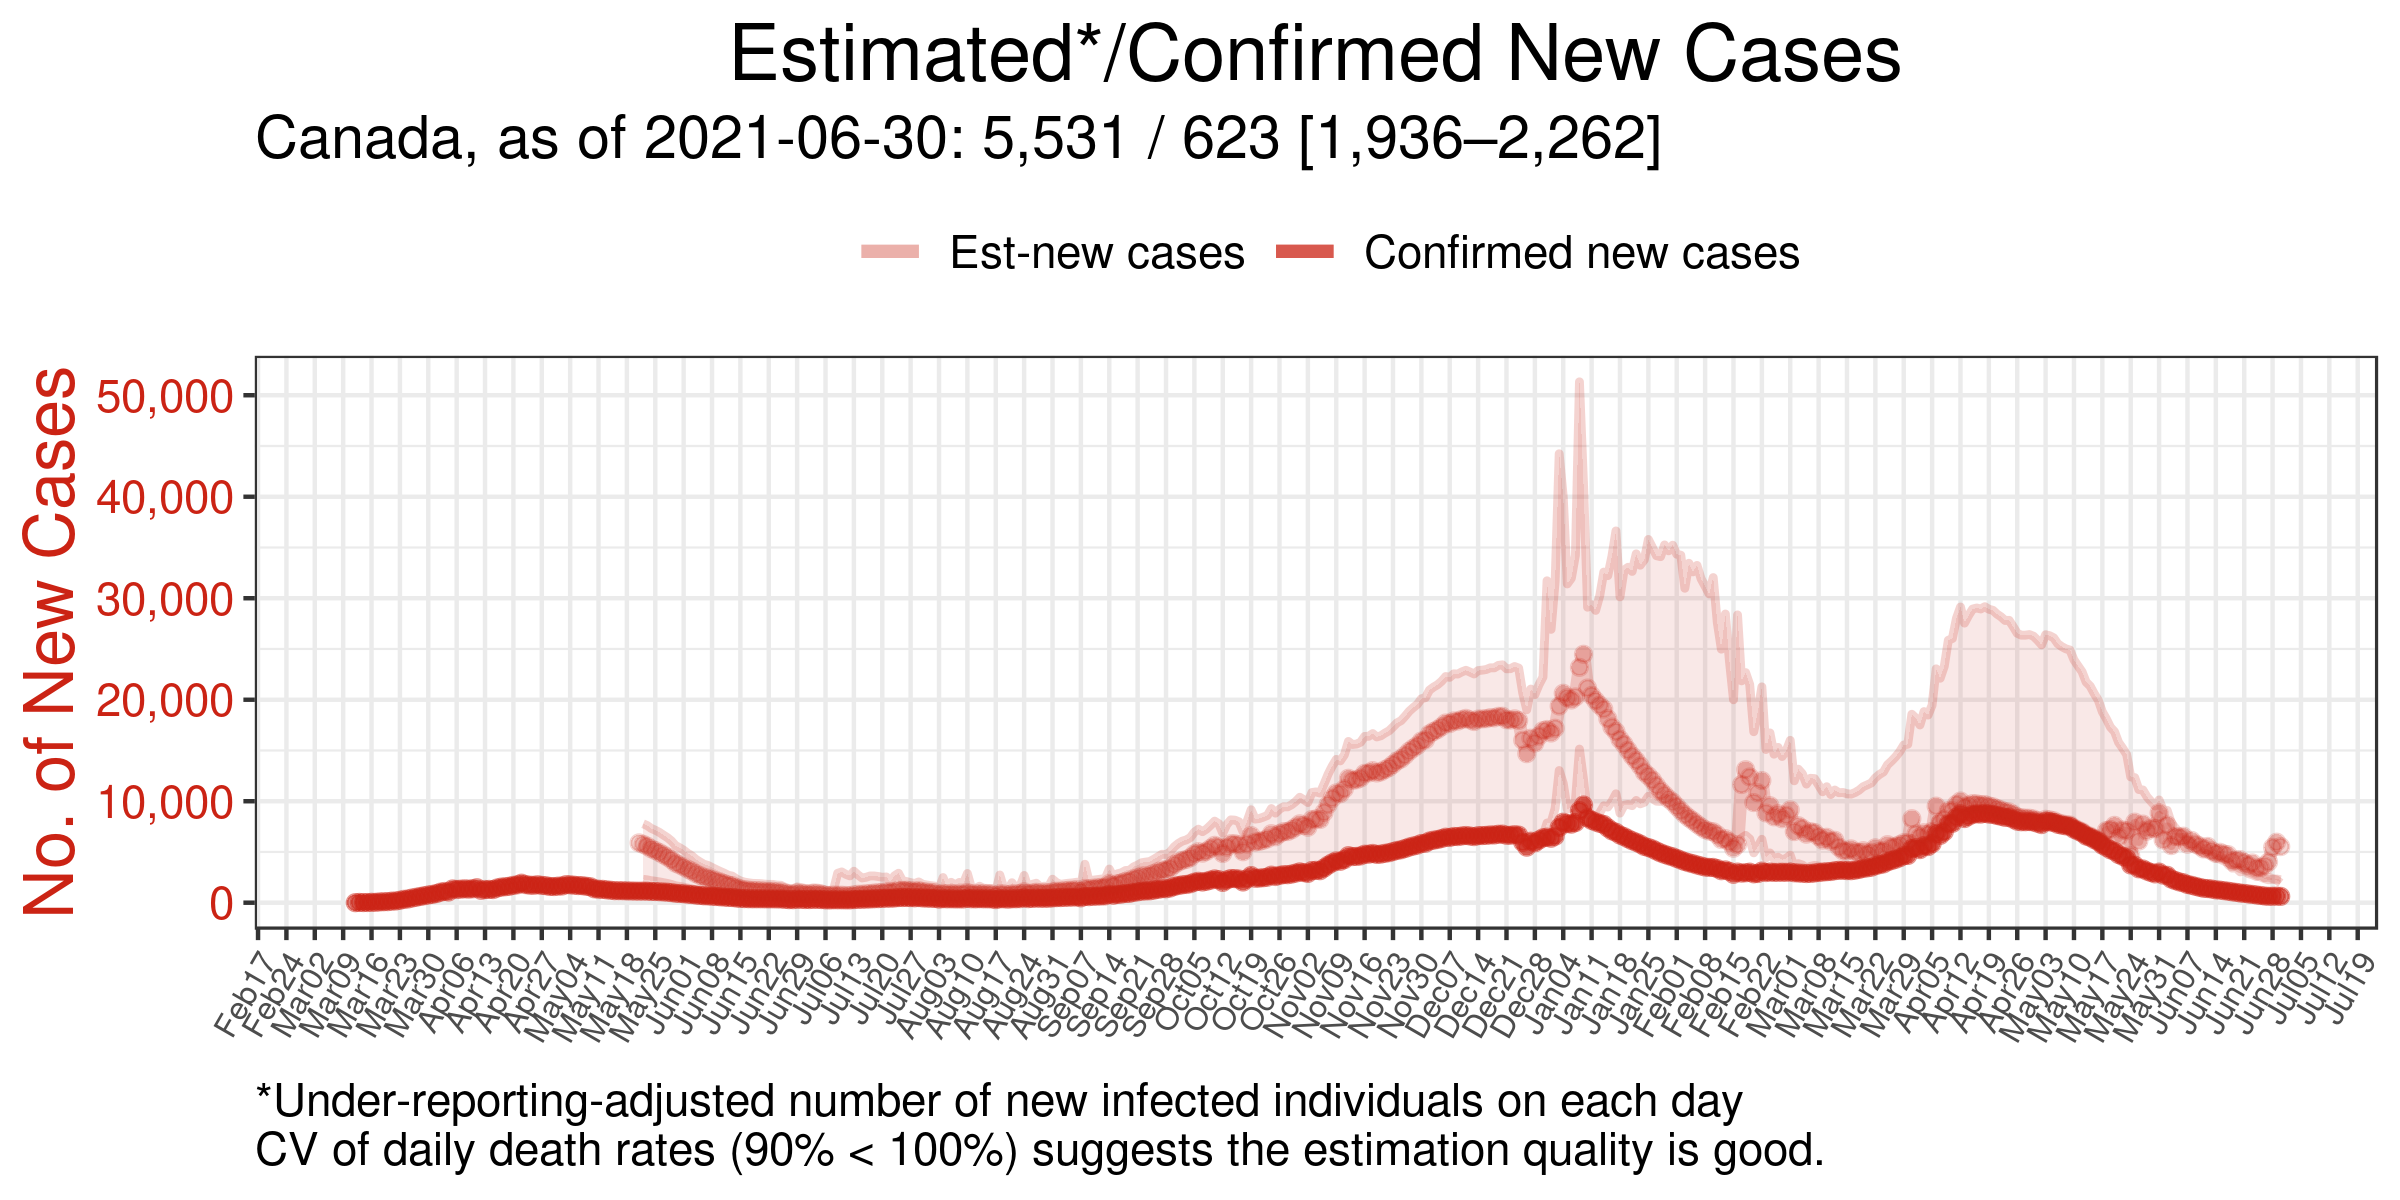 Estimated*/Confirmed New Cases
Canada, as of 2021-06-30: 5,531 / 623 [1,936–2,262]
Est-new cases Confirmed new cases
No. of New Cases
50,000
40,000
30,000
20,000
10,000
0
Feb17 Feb24 Mar02 Mar09 Mar16 Mar23 Mar30 Apr06 Apr13 Apr20 Apr27 May04 May11 May18 May25 Jun01 Jun08 Jun15 Jun22 Jun29 Jul06 Jul13 Jul20 Jul27 Aug03 Aug10 Aug17 Aug24 Aug31 Sep07 Sep14 Sep21 Sep28 Oct05 Oct12 Oct19 Oct26 Nov02 Nov09 Nov16 Nov23 Nov30 Dec07 Dec14 Dec21 Dec28 Jan04 Jan11 Jan18 Jan25 Feb01 Feb08 Feb15 Feb22 Mar01 Mar08 Mar15 Mar22 Mar29 Apr05 Apr12 Apr19 Apr26 May03 May10 May17 May24 May31 Jun07 Jun14 Jun21 Jun28 Jul05 Jul12 Jul19
*Under-reporting-adjusted number of new infected individuals on each day
CV of daily death rates (90% < 100%) suggests the estimation quality is good.